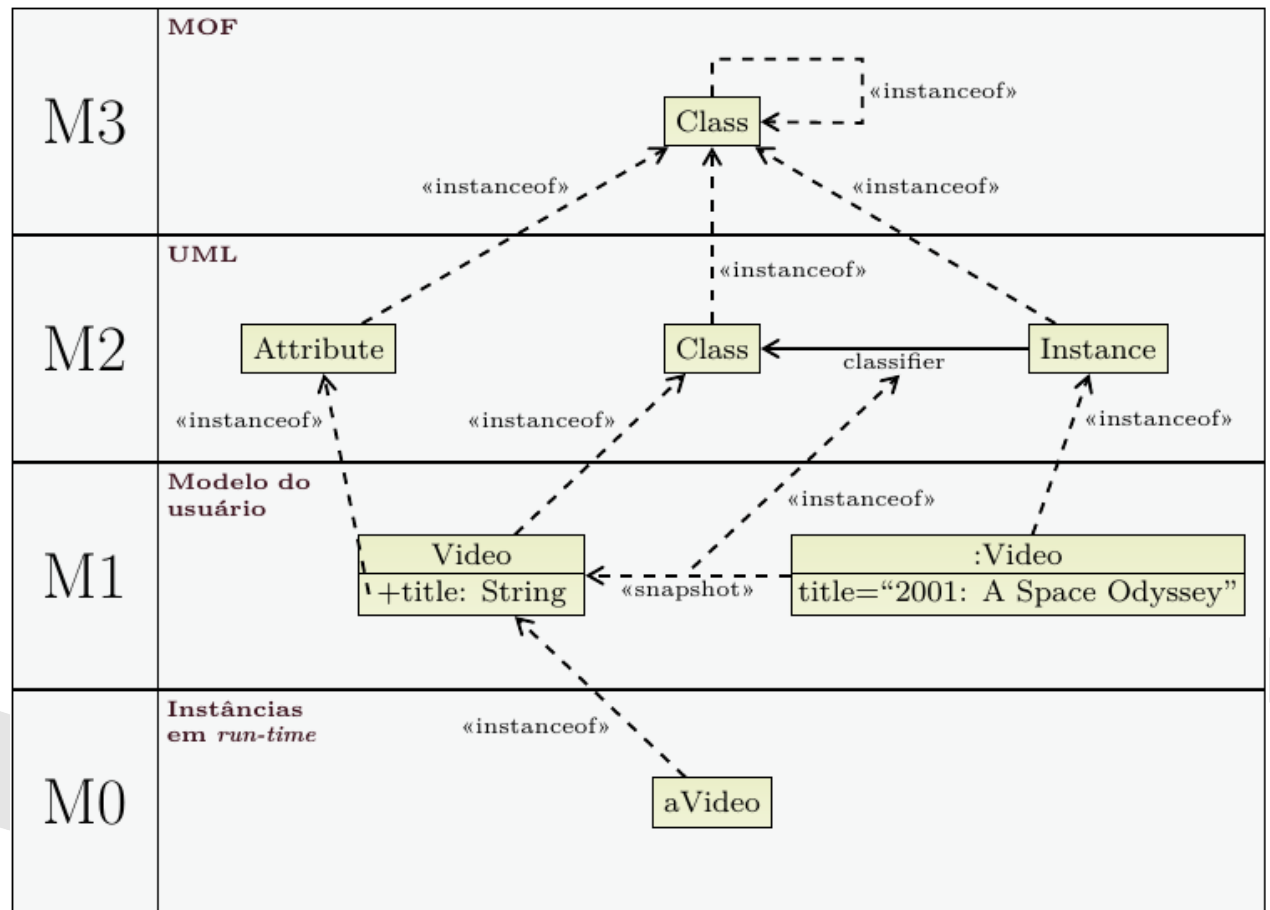 MOF
M3
Class
«instanceof»
«instanceof»
«instanceof»
UML
«instanceof»
M2
Attribute
Class
classifier
Instance
«instanceof»
«instanceof»
«instanceof»
Modelo do
usuário
«instanceof»
M1
Video
+title: String
«snapshot»
:Video
title=“2001: A Space Odyssey”
Instâncias
em run-time
«instanceof»
M0
aVideo